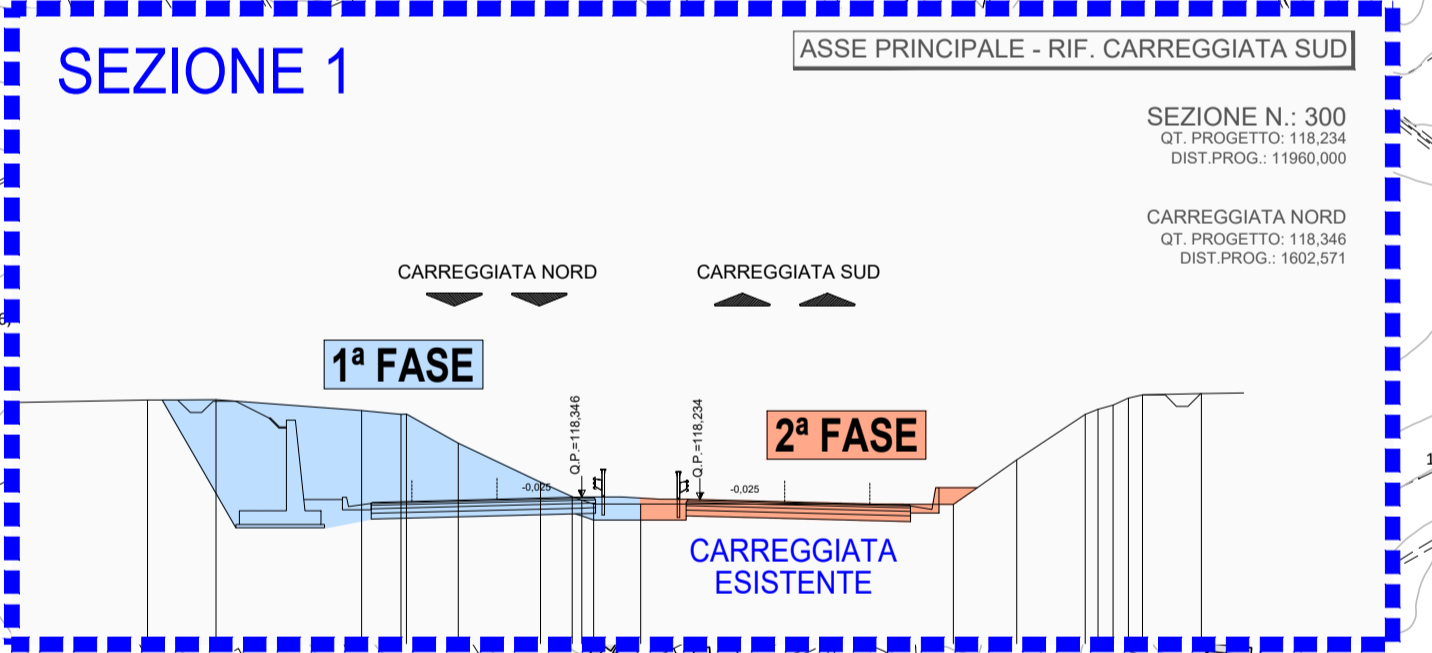 SEZIONE 1
ASSE PRINCIPALE - RIF. CARREGGIATA SUD
SEZIONE N.: 300
QT. PROGETTO: 118,234
DIST.PROG.: 11960,000
CARREGGIATA NORD
QT. PROGETTO: 118,346
DIST.PROG.: 1602,571
CARREGGIATA NORD
CARREGGIATA SUD
1ª FASE
2ª FASE
Q.P.=118,346
Q.P.=118,234
-0,025
-0,025
CARREGGIATA
ESISTENTE